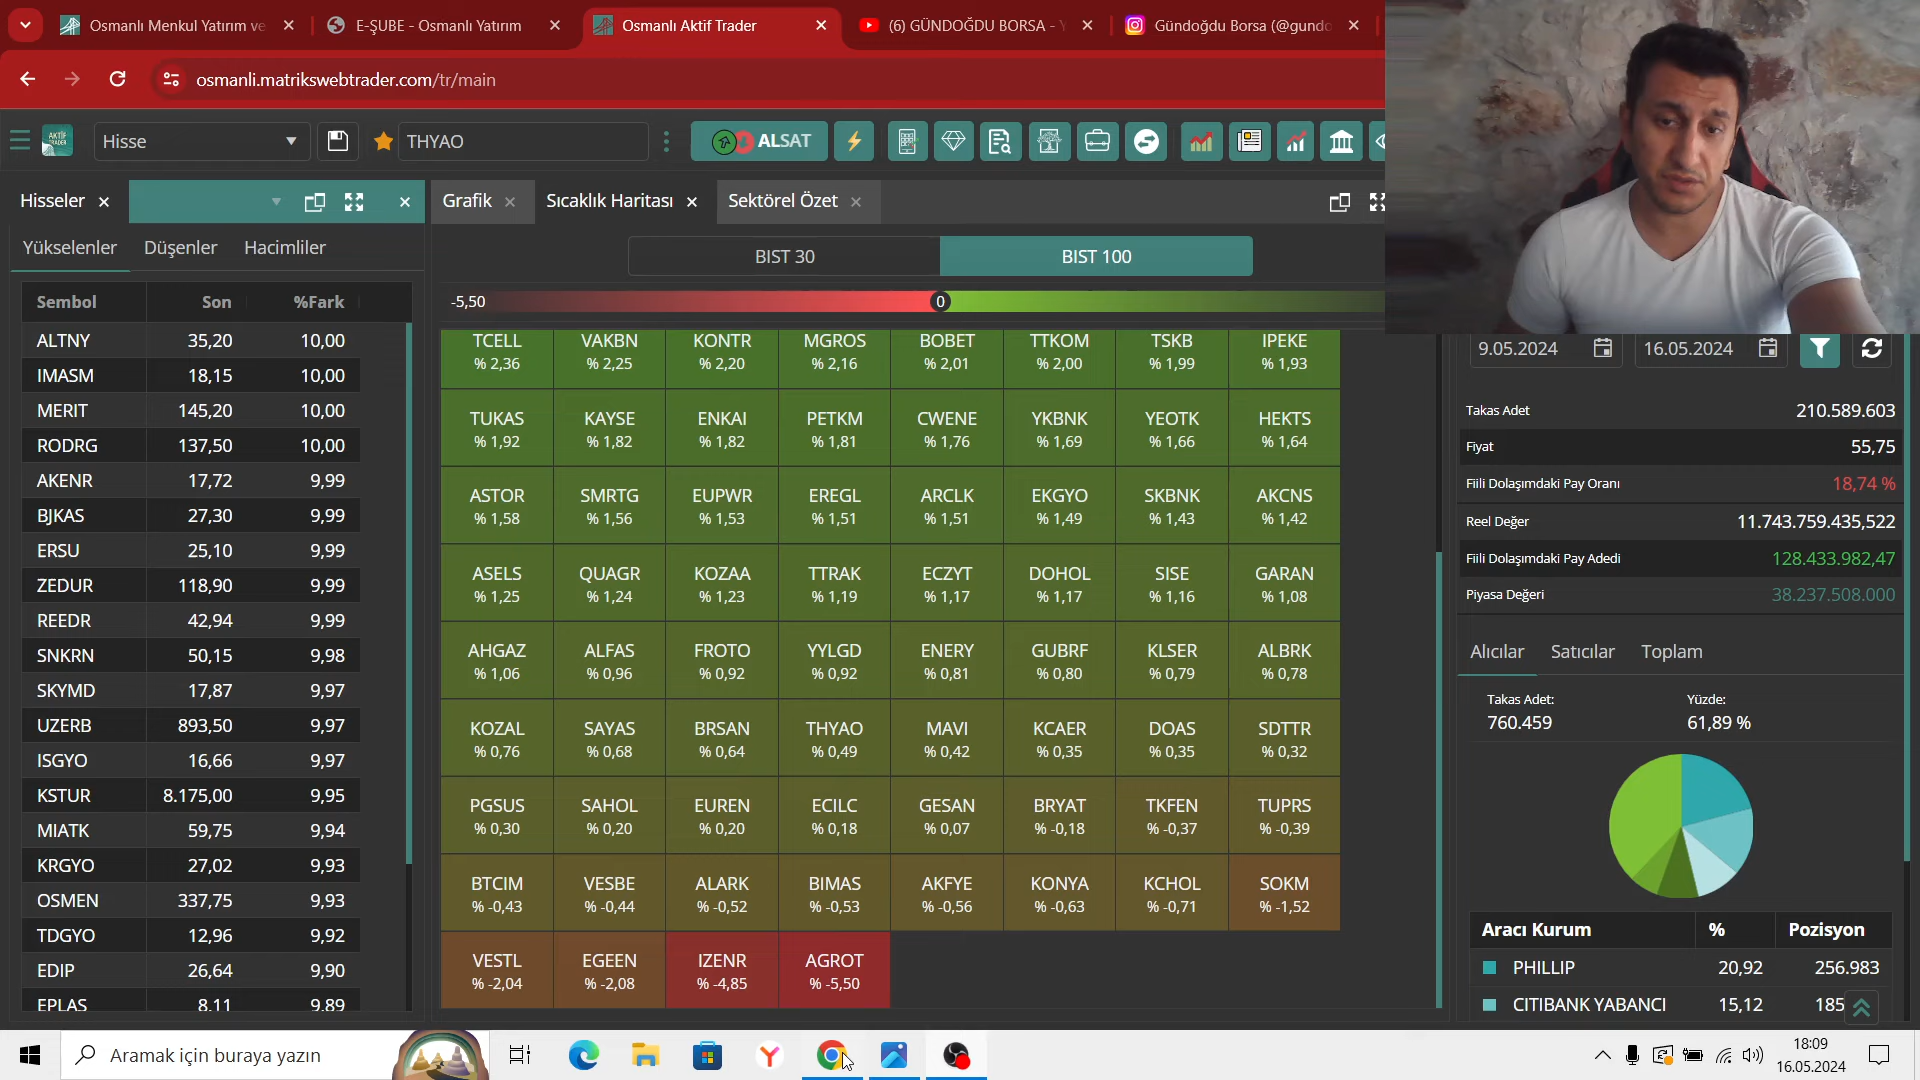 Osmanlı Menkul Yatırım ve
E-ŞUBE - Osmanlı Yatırım
Osmanlı Aktif Trader
(6) GÜNDOĞDU BORSA - Y
Gündoğdu Borsa (@gundo
osmanli.matrikswebtrader.com/tr/main
AKTİF TRADER
Hisse
THYAO
ALSAT
Hisseler
Grafik
Sıcaklık Haritası
Sektörel Özet
Yükselenler Düşenler Hacimliler
BIST 30
BIST 100
Sembol Son %Fark
-5,50
0
ALTNY 35,20 10,00
IMASM 18,15 10,00
MERIT 145,20 10,00
RODRG 137,50 10,00
AKENR 17,72 9,99
BJKAS 27,30 9,99
ERSU 25,10 9,99
ZEDUR 118,90 9,99
REEDR 42,94 9,99
SNKRN 50,15 9,98
SKYMD 17,87 9,97
UZERB 893,50 9,97
ISGYO 16,66 9,97
KSTUR 8.175,00 9,95
MIATK 59,75 9,94
KRGYO 27,02 9,93
OSMEN 337,75 9,93
TDGYO 12,96 9,92
EDIP 26,64 9,90
EPLAS 8,11 9,89
TCELL VAKBN KONTR MGROS BOBET TTKOM TSKB IPEKE
% 2,36 % 2,25 % 2,20 % 2,16 % 2,01 % 2,00 % 1,99 % 1,93
TUKAS KAYSE ENKAI PETKM CWENE YKBNK YEOTK HEKTS
% 1,92 % 1,82 % 1,82 % 1,81 % 1,76 % 1,69 % 1,66 % 1,64
ASTOR SMRTG EUPWR EREGL ARCLK EKGYO SKBNK AKCNS
% 1,58 % 1,56 % 1,53 % 1,51 % 1,51 % 1,49 % 1,43 % 1,42
ASELS QUAGR KOZAA TTRAK ECZYT DOHOL SISE GARAN
% 1,25 % 1,24 % 1,23 % 1,19 % 1,17 % 1,17 % 1,16 % 1,08
AHGAZ ALFAS FROTO YYLGD ENERY GUBRF KLSER ALBRK
% 1,06 % 0,96 % 0,92 % 0,92 % 0,81 % 0,80 % 0,79 % 0,78
KOZAL SAYAS BRSAN THYAO MAVI KCAER DOAS SDTTR
% 0,76 % 0,68 % 0,64 % 0,49 % 0,42 % 0,35 % 0,35 % 0,32
PGSUS SAHOL EUREN ECILC GESAN BRYAT TKFEN TUPRS
% 0,30 % 0,20 % 0,20 % 0,18 % 0,07 % -0,18 % -0,37 % -0,39
BTCIM VESBE ALARK BIMAS AKFYE KONYA KCHOL SOKM
% -0,43 % -0,44 % -0,52 % -0,53 % -0,56 % -0,63 % -0,71 % -1,52
VESTL EGEEN IZENR AGROT
% -2,04 % -2,08 % -4,85 % -5,50
9.05.2024 16.05.2024
Takas Adet 210.589.603
Fiyat 55,75
Fiili Dolaşımdaki Pay Oranı 18,74 %
Reel Değer 11.743.759.435,522
Fiili Dolaşımdaki Pay Adedi 128.433.982,47
Piyasa Değeri 38.237.508.000
Alıcılar Satıcılar Toplam
Takas Adet: Yüzde:
760.459 61,89 %
Aracı Kurum % Pozisyon
PHILLIP 20,92 256.983
CITIBANK YABANCI 15,12 185
Aramak için buraya yazın
18:09
16.05.2024